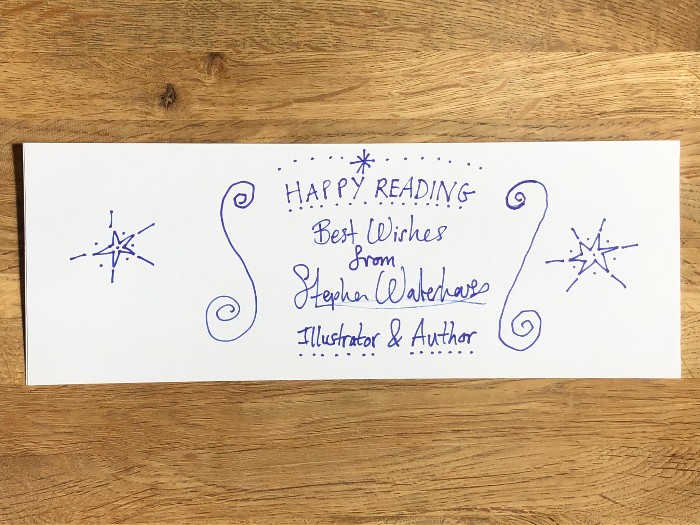 HAPPY READING
Best Wishes
from
Stephen Waterhouse
Illustrator & Author